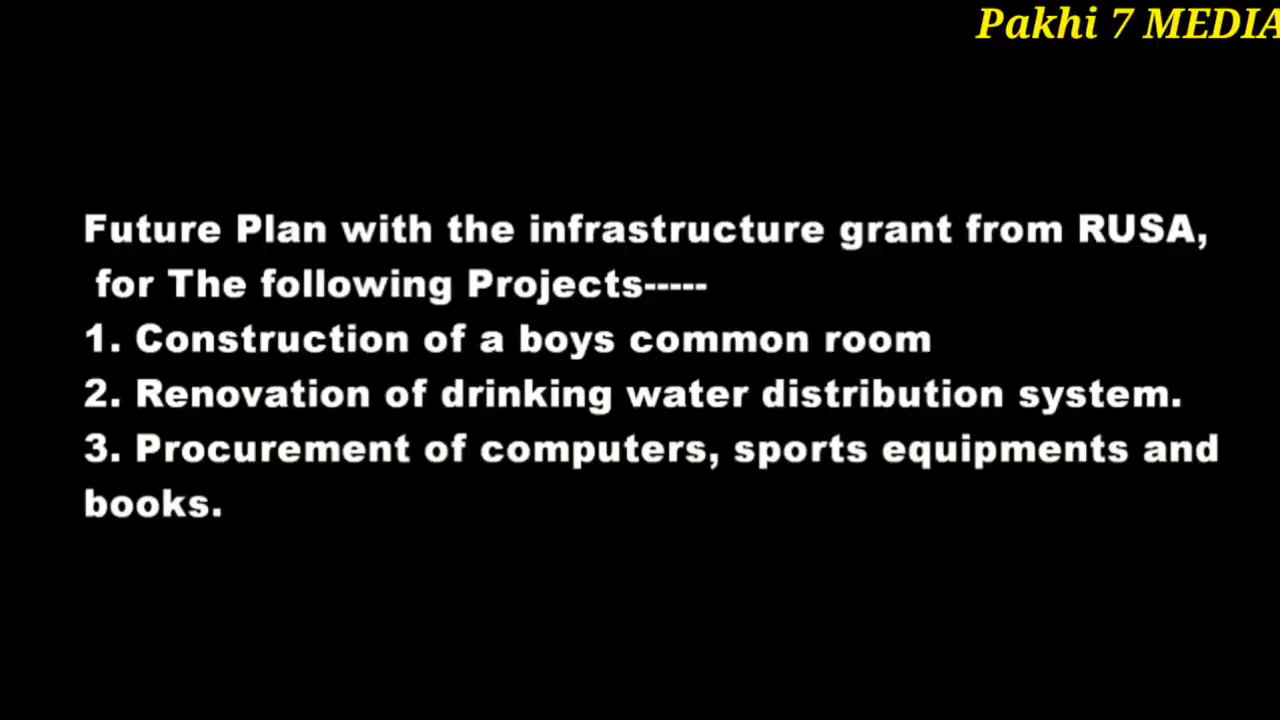 Pakhi 7 MEDIA
Future Plan with the infrastructure grant from RUSA,
for The following Projects-----
1. Construction of a boys common room
2. Renovation of drinking water distribution system.
3. Procurement of computers, sports equipments and
books.